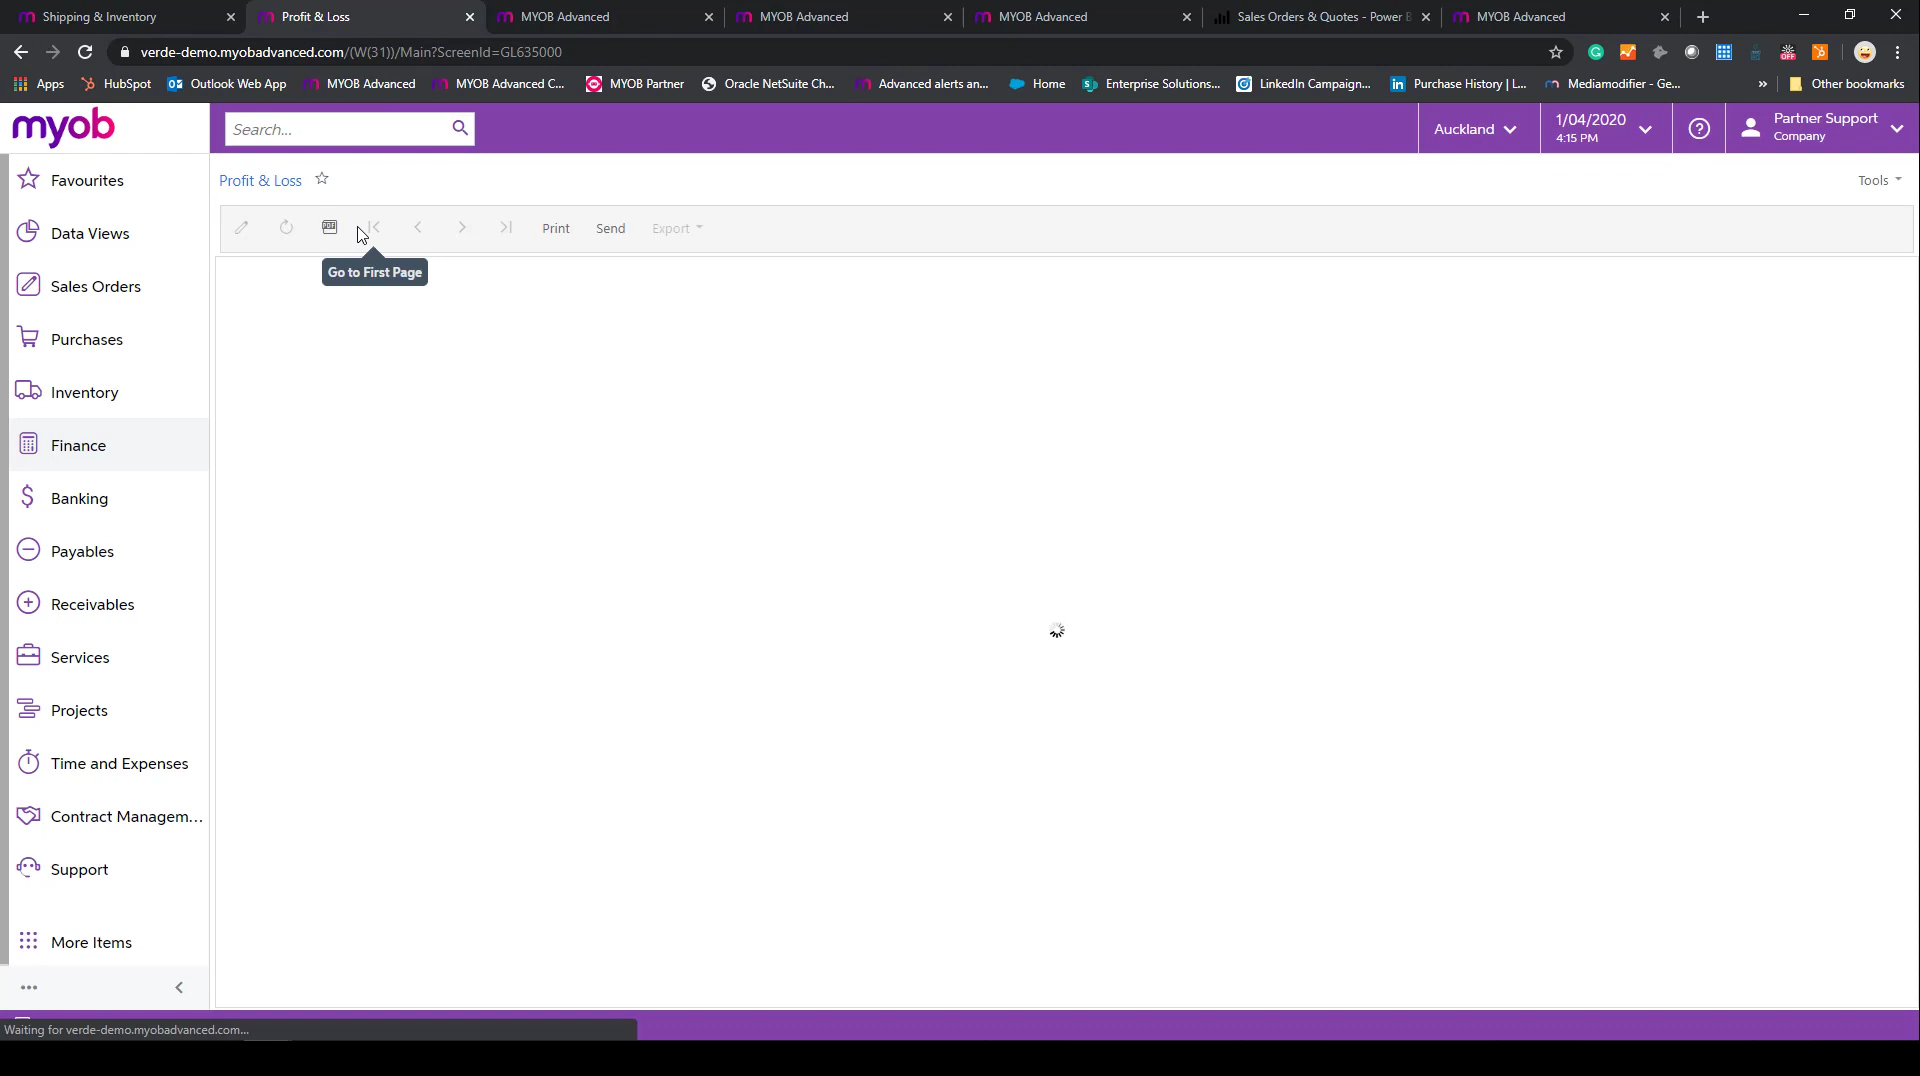 Shipping & Inventory
Profit & Loss
MYOB Advanced
MYOB Advanced
MYOB Advanced
Sales Orders & Quotes - Power B
MYOB Advanced
verde-demo.myobadvanced.com/(W(31))/Main?ScreenId=GL635000
Apps
HubSpot
Outlook Web App
MYOB Advanced
MYOB Advanced C...
MYOB Partner
Oracle NetSuite Ch...
Advanced alerts an...
Home
Enterprise Solutions...
LinkedIn Campaign...
Purchase History | L...
Mediamodifier - Ge...
Other bookmarks
myob
Search...
Auckland
1/04/2020
4:15 PM
Partner Support
Company
Favourites
Data Views
Sales Orders
Purchases
Inventory
Finance
Banking
Payables
Receivables
Services
Projects
Time and Expenses
Contract Managem...
Support
More Items
Profit & Loss
Tools
PDF
Print
Send
Export
Go to First Page
Waiting for verde-demo.myobadvanced.com...